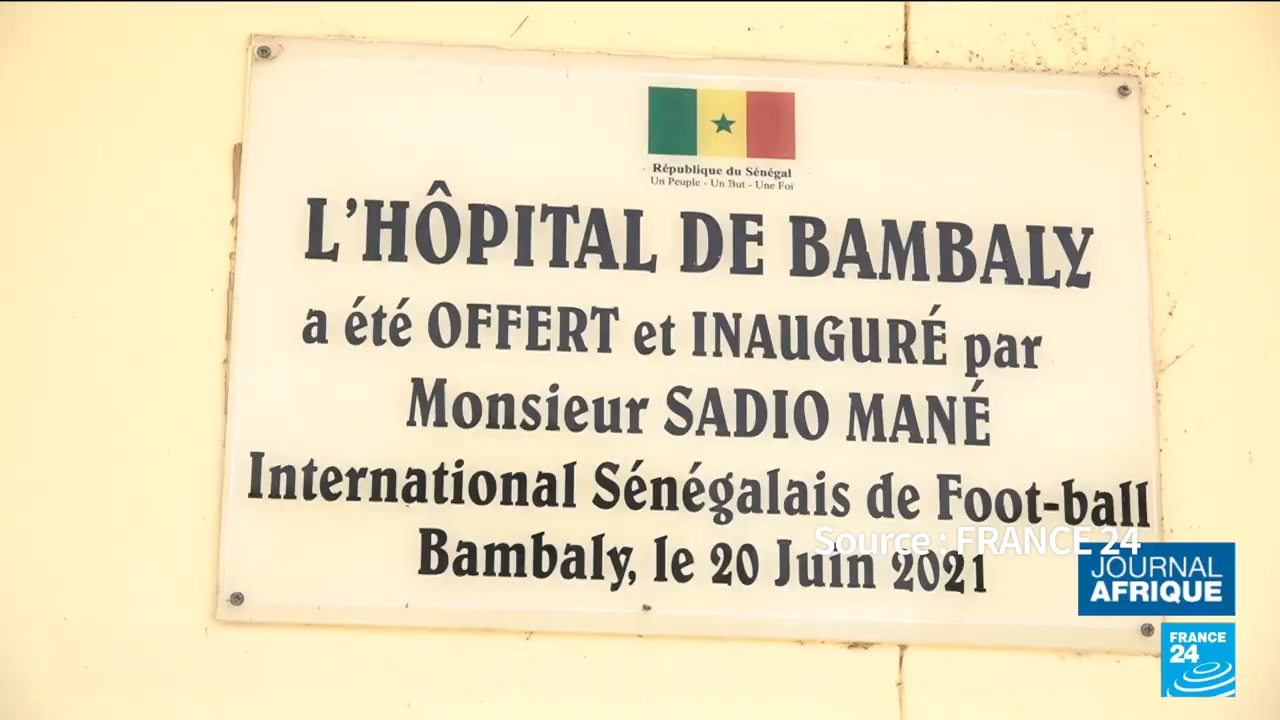 République du Sénégal
Un Peuple - Un But - Une Foi
L'HÔPITAL DE BAMBALY
a été OFFERT et INAUGURÉ par
Monsieur SADIO MANÉ
International Sénégalais de Foot-ball
Bambaly, le 20 Juin 2021
Source : FRANCE 24
JOURNAL
AFRIQUE
FRANCE
24